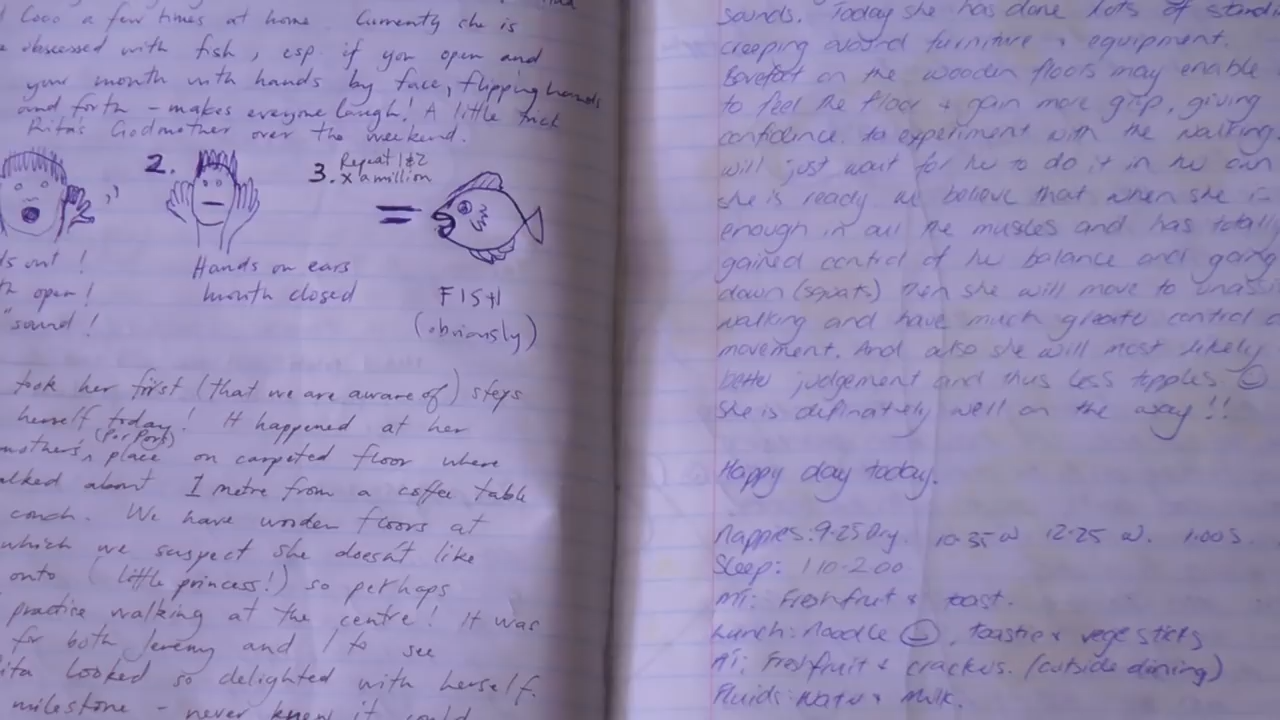 Coco a few times at home. Currently she is
obscessed with fish, esp. if you open and
your mouth with hands by face, flipping hands
and forth - makes everyone laugh! A little trick
Rita's Godmother over the weekend.
2.
3. Repeat 1&2
x a million
=
ds out!
th open!
"sound!
Hands on ears
mouth closed
FISH
(obviously)
took her first (that we are aware of) steps
herself today! It happened at her
mother's (PorPor's) place on carpeted floor where
alked about 1 metre from a coffee table
couch. We have wooden floors at
which we suspect she doesn't like
onto (little princess!) so perhaps
practise walking at the centre! It was
for both Jeremy and I to see
Rita looked so delighted with herself.
milestone - never knew it could
sounds. Today she has done lots of standi
creeping around furniture & equipment.
Barefoot on the wooden floors may enable
to feel the floor & gain more grip, giving
confidence. to experiment with the walking.
will just wait for her to do it in her own
she is ready we believe that when she is
enough in all the muscles and has totally
gained control of her balance and going
down (squats) then she will move to unassi
walking and have much greater control o
movement. And also she will most likely
better judgement and thus less topples. ☺
She is definately well on the way!!
Happy day today.
Nappies: 9.25 Dry. 10.35 W 12.25 W. 1.00 S.
Sleep: 1 10-2.00
MT: Fresh fruit & toast.
Lunch: Noodle ☺, toastie & vege sticks
AT: Fresh fruit & crackers. (outside dinning)
Fluids: Water & Milk.